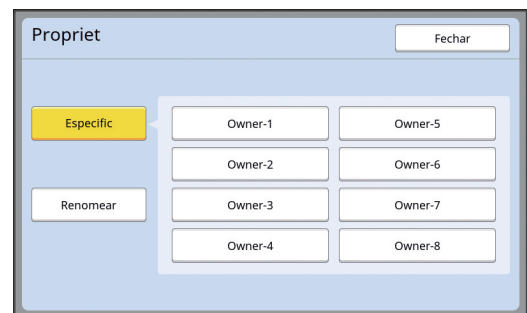 Propriet
Fechar
Especific
Owner-1
Owner-5
Owner-2
Owner-6
Renomear
Owner-3
Owner-7
Owner-4
Owner-8